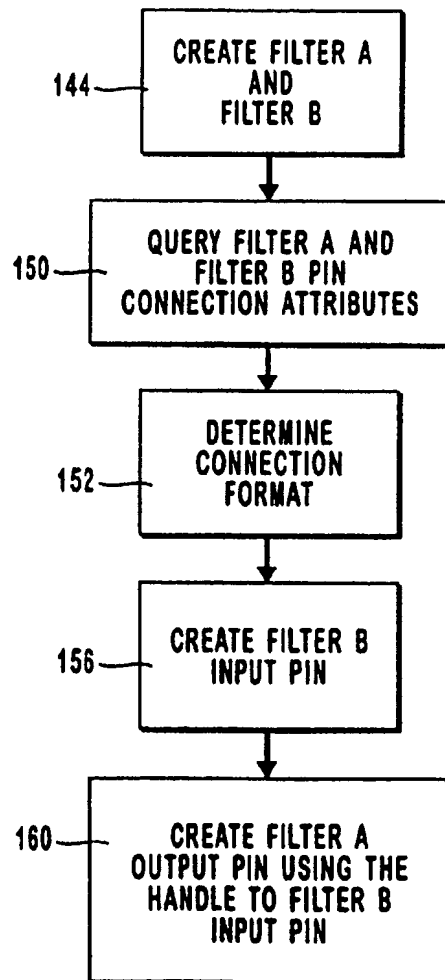 144
CREATE FILTER A
AND
FILTER B
150
QUERY FILTER A AND
FILTER B PIN
CONNECTION ATTRIBUTES
152
DETERMINE
CONNECTION
FORMAT
156
CREATE FILTER B
INPUT PIN
160
CREATE FILTER A
OUTPUT PIN USING THE
HANDLE TO FILTER B
INPUT PIN